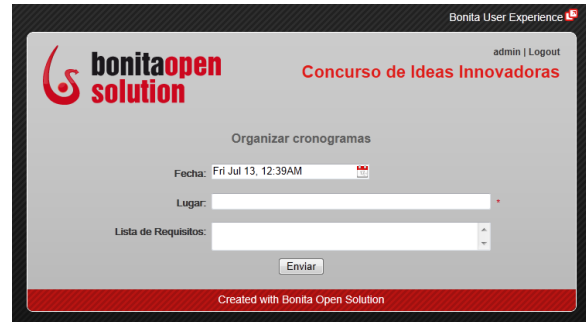 Bonita User Experience
admin | Logout
bonitaopen
solution
Concurso de Ideas Innovadoras
Organizar cronogramas
Fecha: Fri Jul 13, 12:39AM
Lugar: *
Lista de Requisitos:
Enviar
Created with Bonita Open Solution